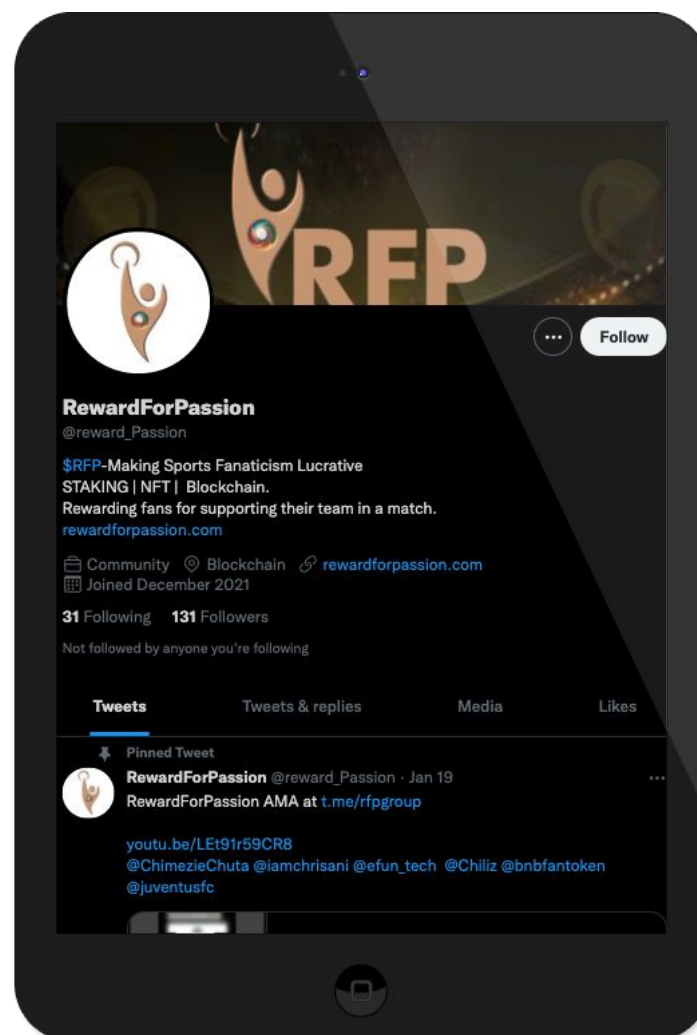 RFP
Follow
RewardForPassion
@reward_Passion
$RFP-Making Sports Fanaticism Lucrative
STAKING | NFT | Blockchain.
Rewarding fans for supporting their team in a match.
rewardforpassion.com
Community Blockchain rewardforpassion.com
Joined December 2021
31 Following 131 Followers
Not followed by anyone you're following
Tweets Tweets & replies Media Likes
Pinned Tweet
RewardForPassion @reward_Passion · Jan 19
RewardForPassion AMA at t.me/rfpgroup
youtu.be/LEt91r59CR8
@ChimezieChuta @iamchrisani @efun_tech @Chiliz @bnbfantoken
@juventusfc